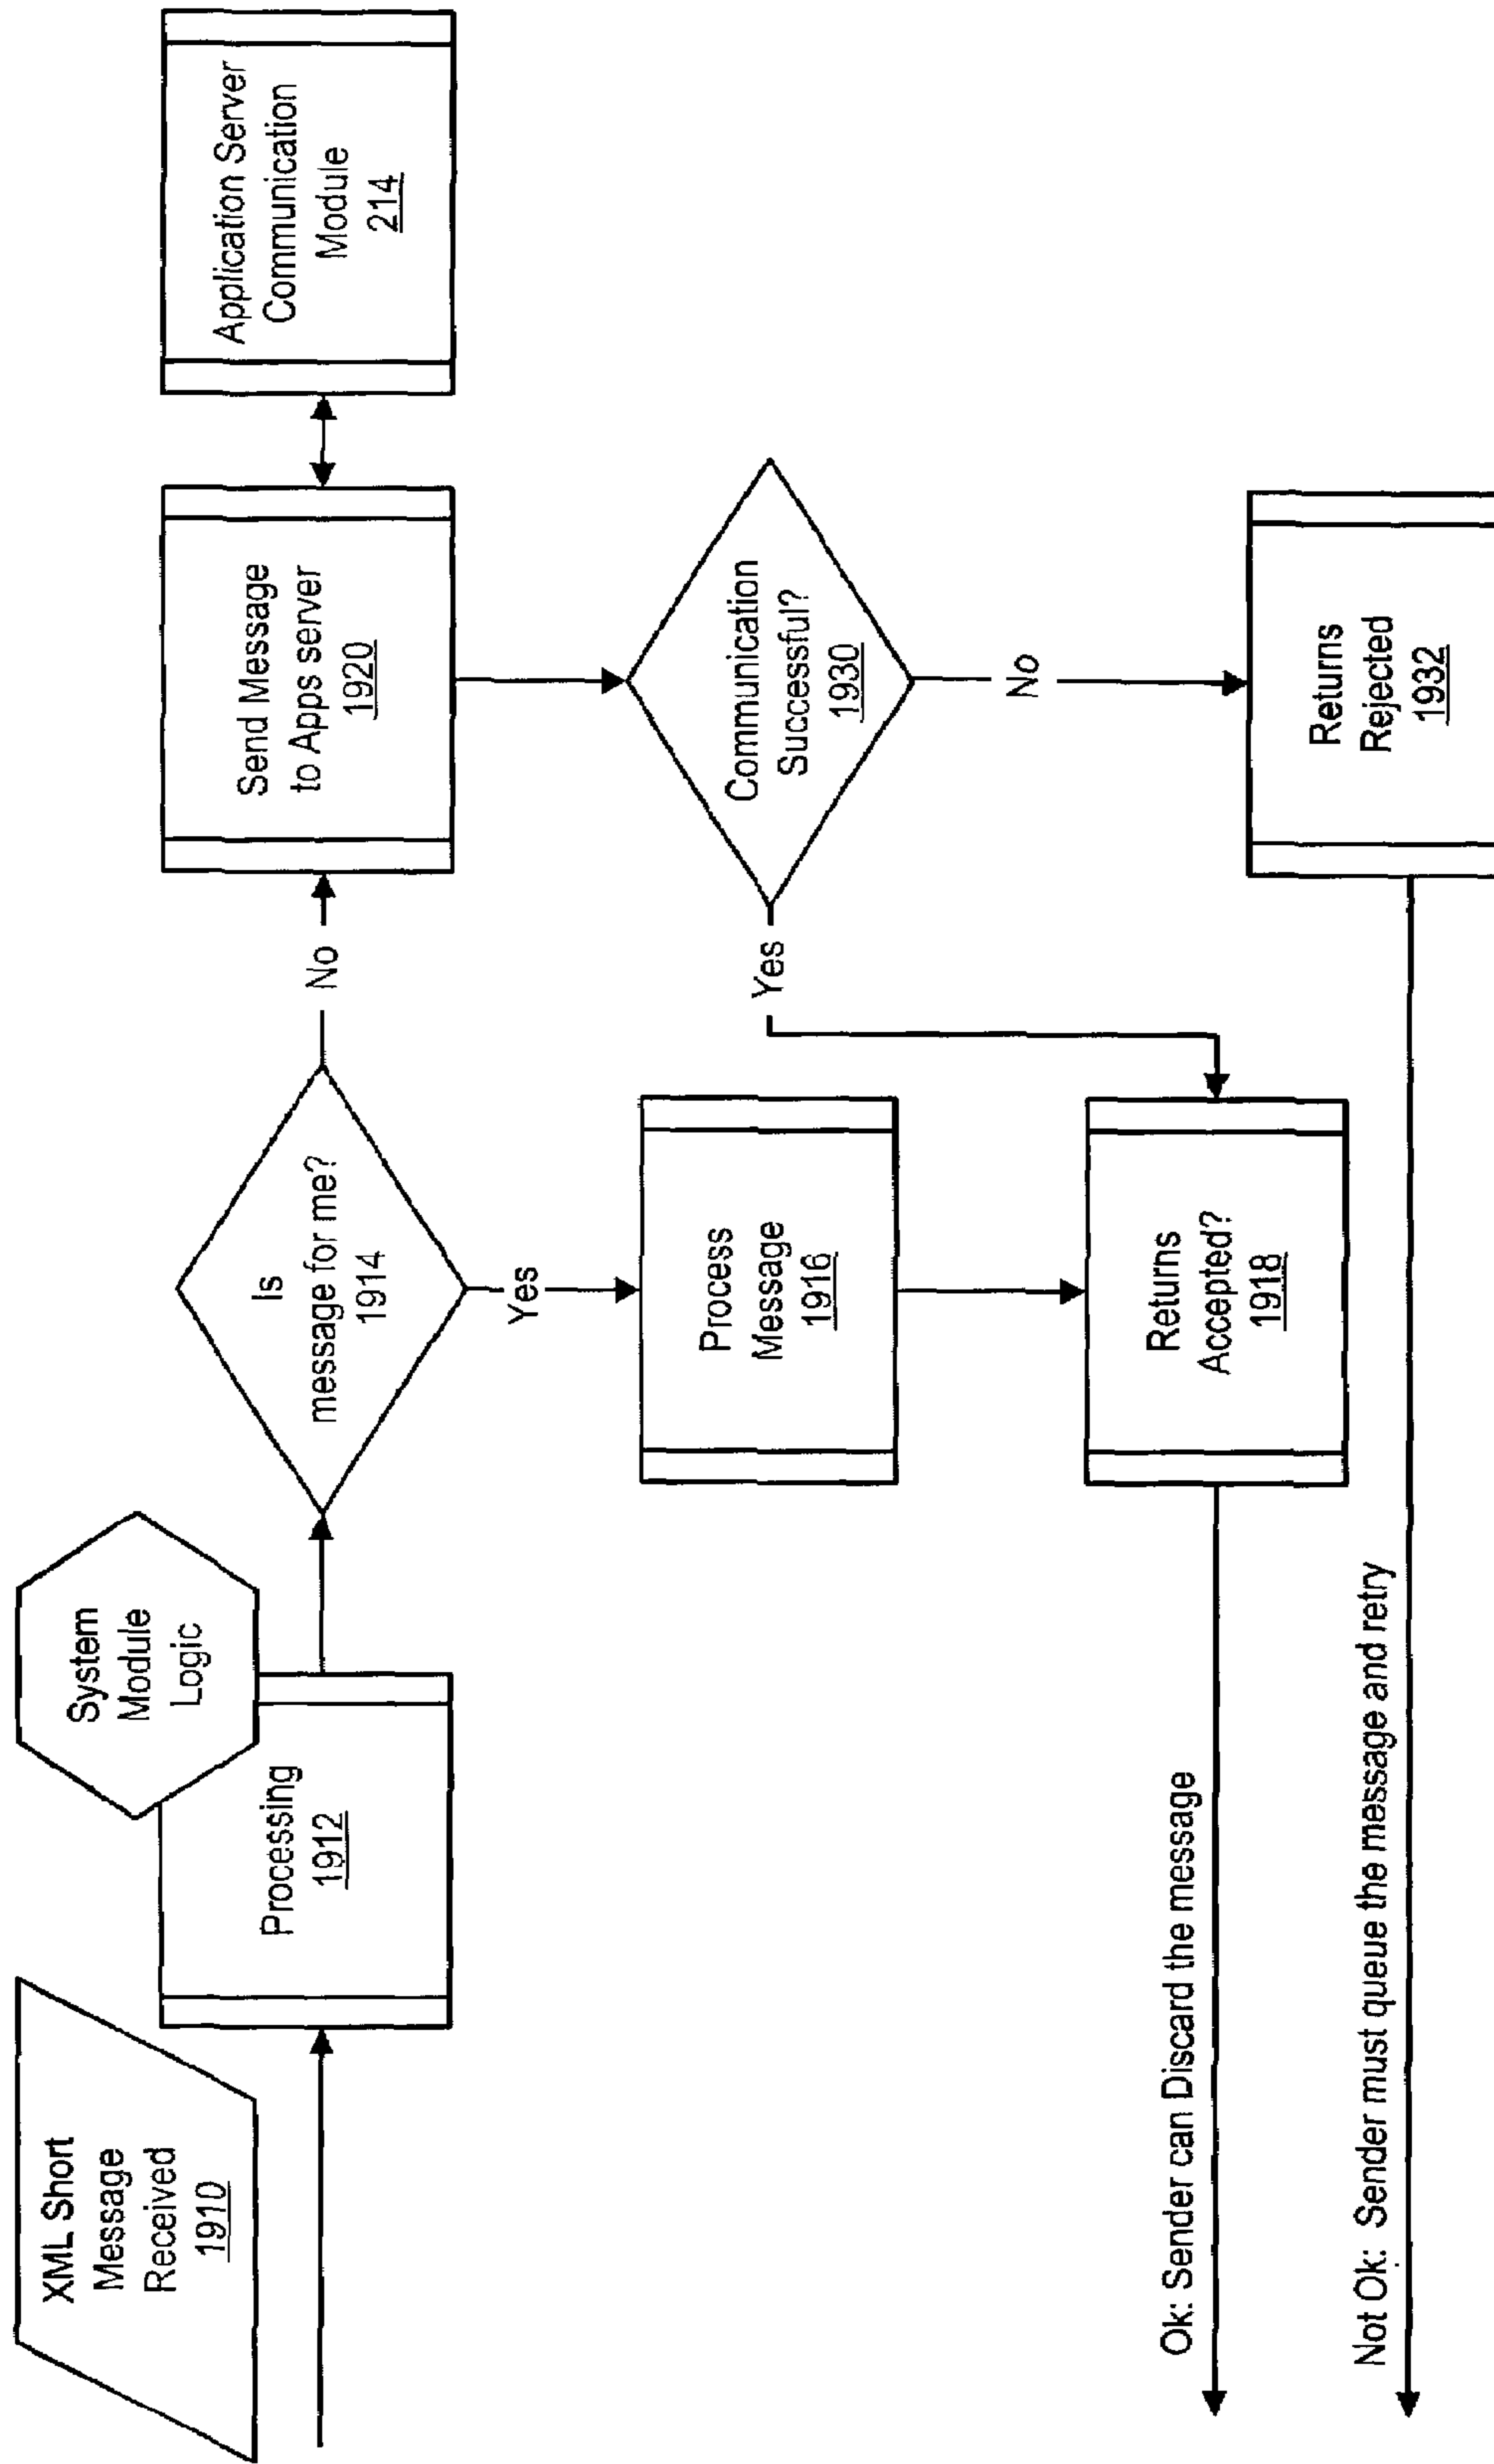 XML Short
Message
Received
1910
System
Module
Logic
Processing
1912
Is
message for me?
1914
No
Send Message
to Apps server
1920
Application Server
Communication
Module
214
Yes
Process
Message
1916
Communication
Successful?
1930
Yes
No
Returns
Accepted?
1918
Returns
Rejected
1932
Ok: Sender can Discard the message
Not Ok: Sender must queue the message and retry